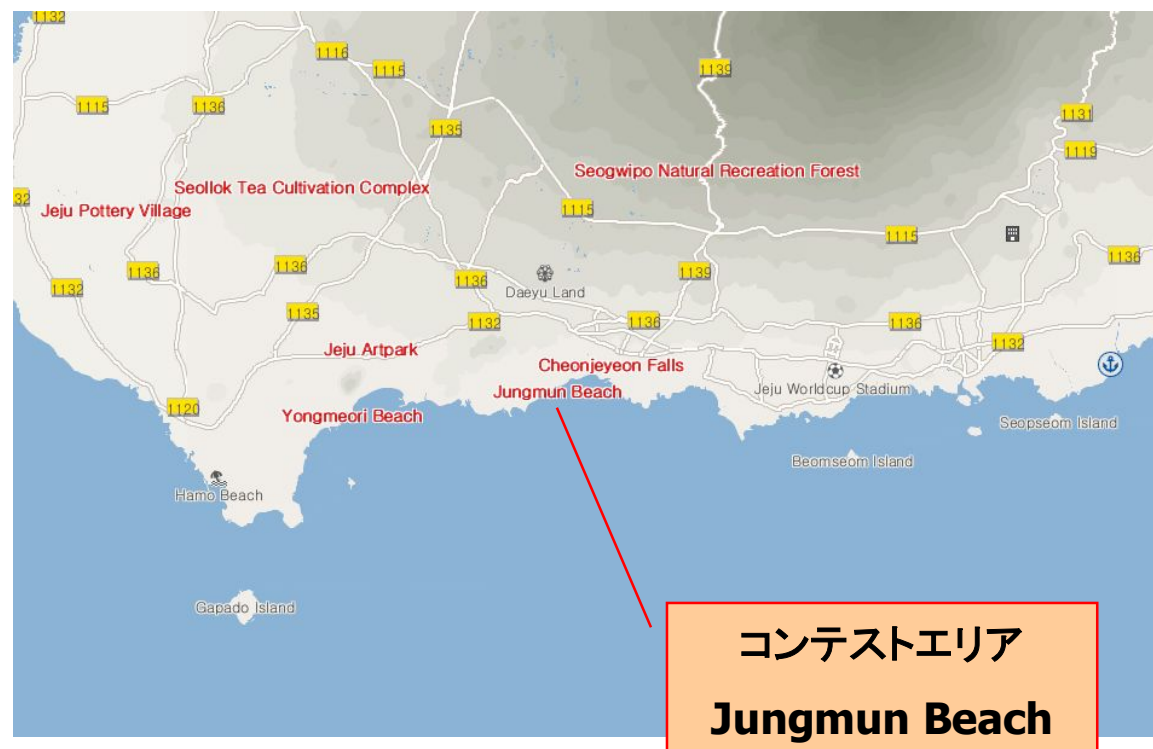 1132
1116
1115
1139
1115
1136
1131
1135
1119
Seogwipo Natural Recreation Forest
Seollok Tea Cultivation Complex
32
Jeju Pottery Village
1115
1115
1136
1136
1136
1139
1136
Daeyu Land
1132
1135
1132
1136
1136
1132
Jeju Artpark
Cheonjeyeon Falls
Jungmun Beach
Jeju Worldcup Stadium
1120
Yongmeori Beach
Seopseom Island
Beomseom Island
Hamo Beach
Gapado Island
コンテストエリア
Jungmun Beach